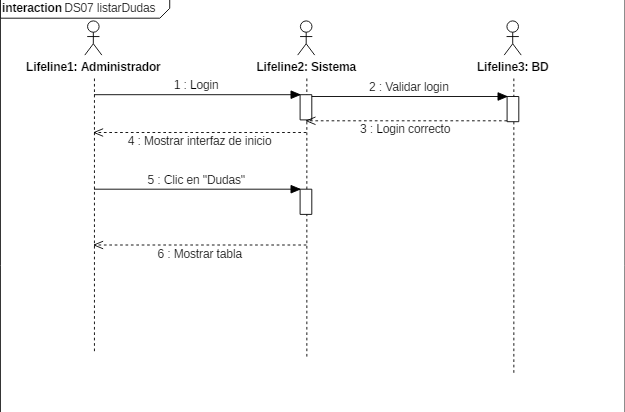 interaction DS07 listarDudas
Lifeline1: Administrador
Lifeline2: Sistema
Lifeline3: BD
1 : Login
2 : Validar login
3 : Login correcto
4 : Mostrar interfaz de inicio
5 : Clic en "Dudas"
6 : Mostrar tabla